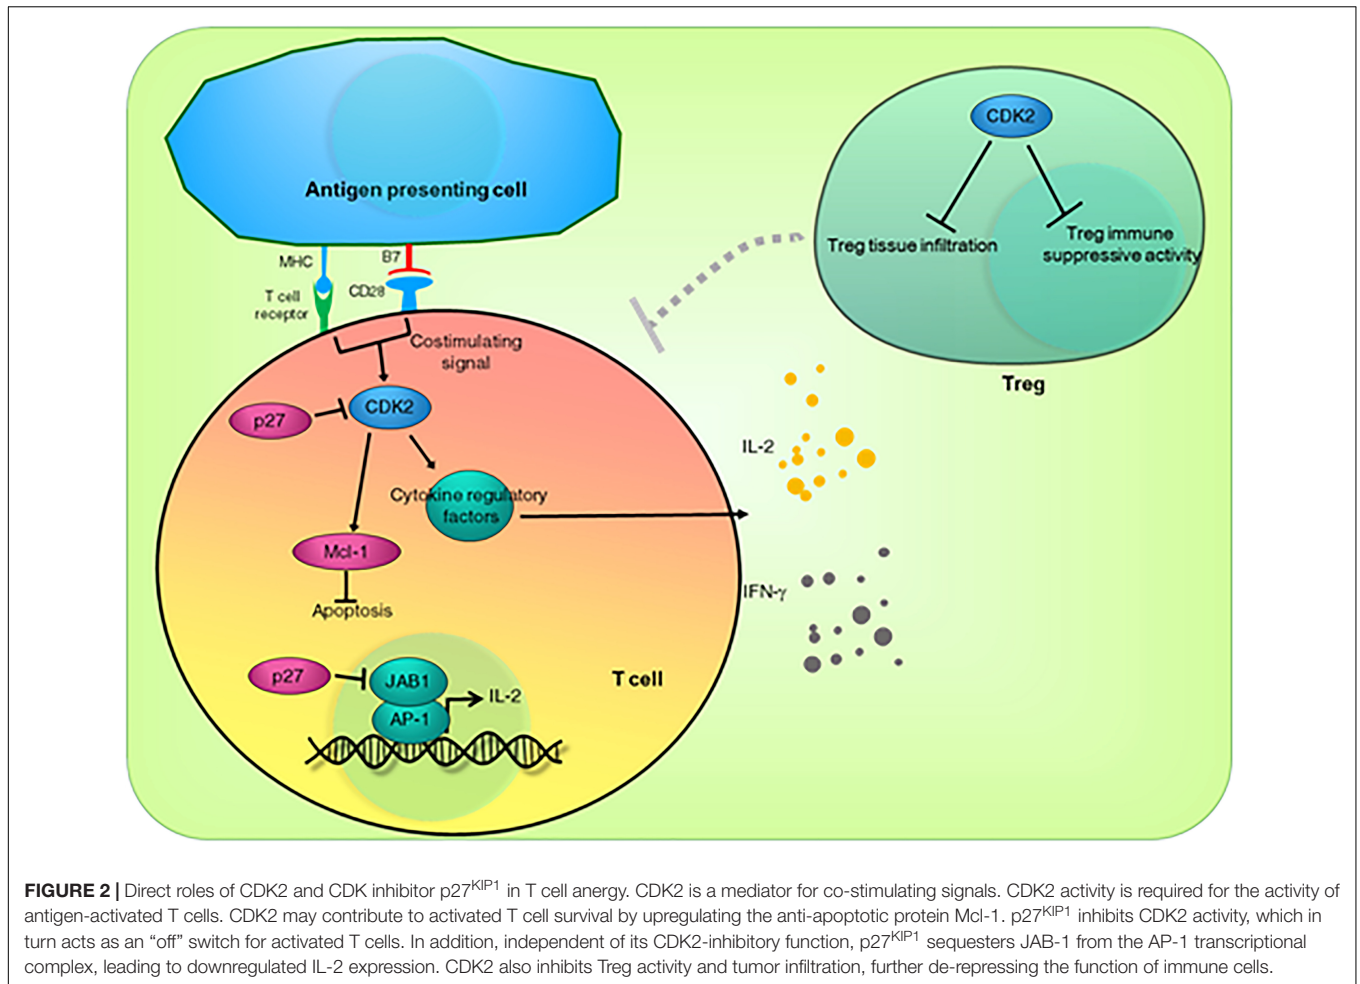 Antigen presenting cell
MHC
B7
T cell
receptor
CD28
Costimulating
signal
p27
CDK2
Cytokine regulatory
factors
Mcl-1
Apoptosis
p27
JAB1
AP-1
IL-2
T cell
CDK2
Treg tissue infiltration
Treg immune
suppressive activity
Treg
IL-2
IFN-γ
FIGURE 2 | Direct roles of CDK2 and CDK inhibitor p27KIP1 in T cell anergy. CDK2 is a mediator for co-stimulating signals. CDK2 activity is required for the activity of
antigen-activated T cells. CDK2 may contribute to activated T cell survival by upregulating the anti-apoptotic protein Mcl-1. p27KIP1 inhibits CDK2 activity, which in
turn acts as an “off” switch for activated T cells. In addition, independent of its CDK2-inhibitory function, p27KIP1 sequesters JAB-1 from the AP-1 transcriptional
complex, leading to downregulated IL-2 expression. CDK2 also inhibits Treg activity and tumor infiltration, further de-repressing the function of immune cells.